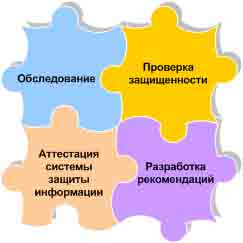 Обследование
Проверка
защищенности
Аттестация
системы
защиты
информации
Разработка
рекомендаций